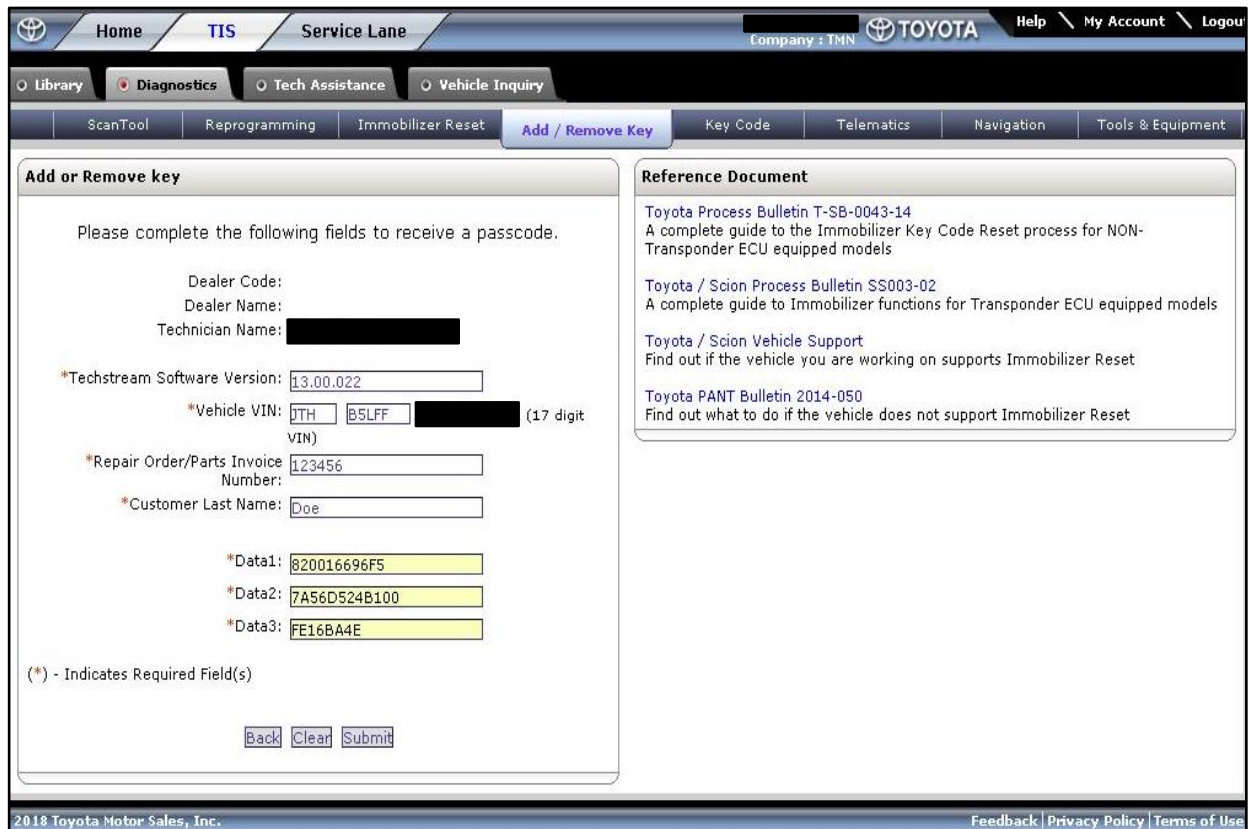 Home TIS Service Lane
Company : TMN TOYOTA Help My Account Logou
Library Diagnostics Tech Assistance Vehicle Inquiry
ScanTool Reprogramming Immobilizer Reset Add / Remove Key Key Code Telematics Navigation Tools & Equipment
Add or Remove key
Please complete the following fields to receive a passcode.
Dealer Code:
Dealer Name:
Technician Name:
*Techstream Software Version: 13.00.022
*Vehicle VIN: JTH B5LFF (17 digit
VIN)
*Repair Order/Parts Invoice 123456
Number:
*Customer Last Name: Doe
*Data1: 820016696F5
*Data2: 7A56D524B100
*Data3: FE16BA4E
(*) - Indicates Required Field(s)
Back Clear Submit
Reference Document
Toyota Process Bulletin T-SB-0043-14
A complete guide to the Immobilizer Key Code Reset process for NON-
Transponder ECU equipped models
Toyota / Scion Process Bulletin SS003-02
A complete guide to Immobilizer functions for Transponder ECU equipped models
Toyota / Scion Vehicle Support
Find out if the vehicle you are working on supports Immobilizer Reset
Toyota PANT Bulletin 2014-050
Find out what to do if the vehicle does not support Immobilizer Reset
2018 Toyota Motor Sales, Inc. Feedback | Privacy Policy | Terms of Use